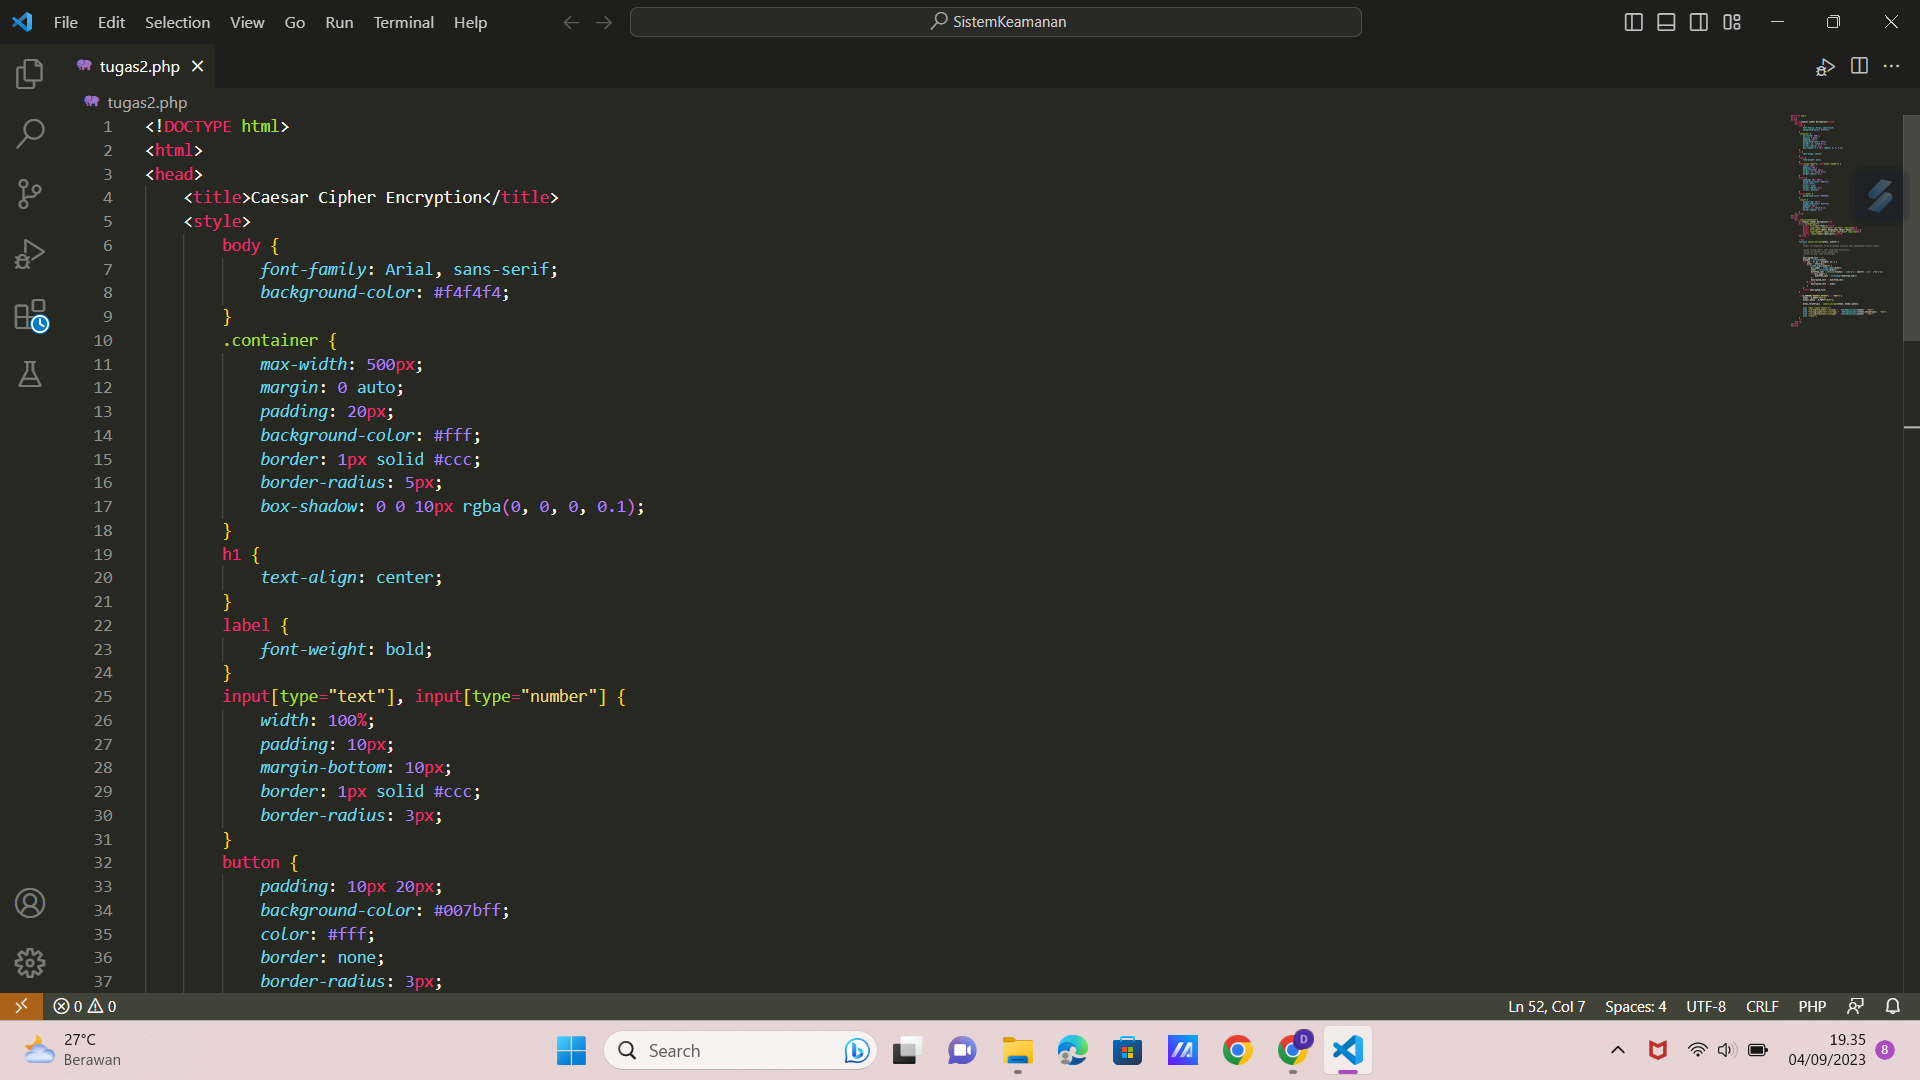 File Edit Selection View Go Run Terminal Help
SistemKeamanan
tugas2.php
tugas2.php
1 <!DOCTYPE html>
2 <html>
3 <head>
4 <title>Caesar Cipher Encryption</title>
5 <style>
6 body {
7 font-family: Arial, sans-serif;
8 background-color: #f4f4f4;
9 }
10 .container {
11 max-width: 500px;
12 margin: 0 auto;
13 padding: 20px;
14 background-color: #fff;
15 border: 1px solid #ccc;
16 border-radius: 5px;
17 box-shadow: 0 0 10px rgba(0, 0, 0, 0.1);
18 }
19 h1 {
20 text-align: center;
21 }
22 label {
23 font-weight: bold;
24 }
25 input[type="text"], input[type="number"] {
26 width: 100%;
27 padding: 10px;
28 margin-bottom: 10px;
29 border: 1px solid #ccc;
30 border-radius: 3px;
31 }
32 button {
33 padding: 10px 20px;
34 background-color: #007bff;
35 color: #fff;
36 border: none;
37 border-radius: 3px;
0 0 Ln 52, Col 7 Spaces: 4 UTF-8 CRLF PHP
27°C
Berawan
Search
D
19.35
04/09/2023
8